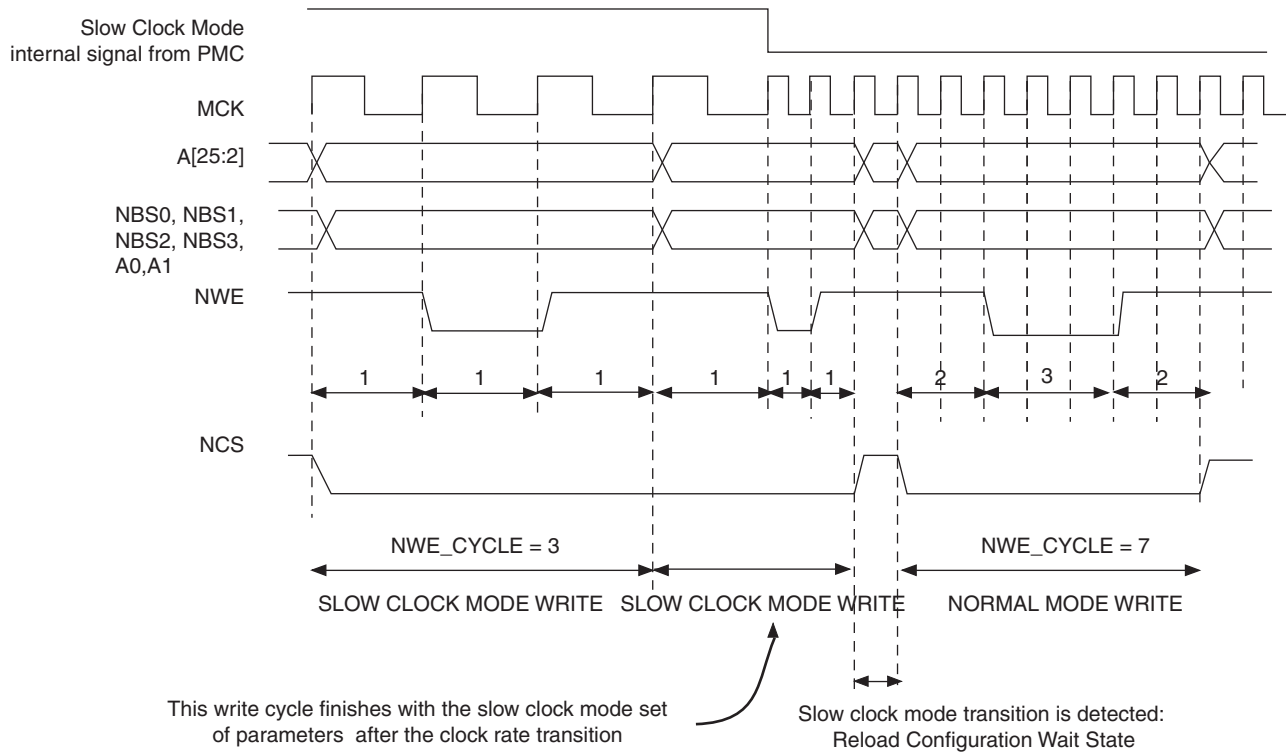 Slow Clock Mode
internal signal from PMC
MCK
A[25:2]
NBS0, NBS1,
NBS2, NBS3,
A0,A1
NWE
1 1 1 1 1 1 2 3 2
NCS
NWE_CYCLE = 3 NWE_CYCLE = 7
SLOW CLOCK MODE WRITE SLOW CLOCK MODE WRITE NORMAL MODE WRITE
This write cycle finishes with the slow clock mode set
of parameters after the clock rate transition
Slow clock mode transition is detected:
Reload Configuration Wait State